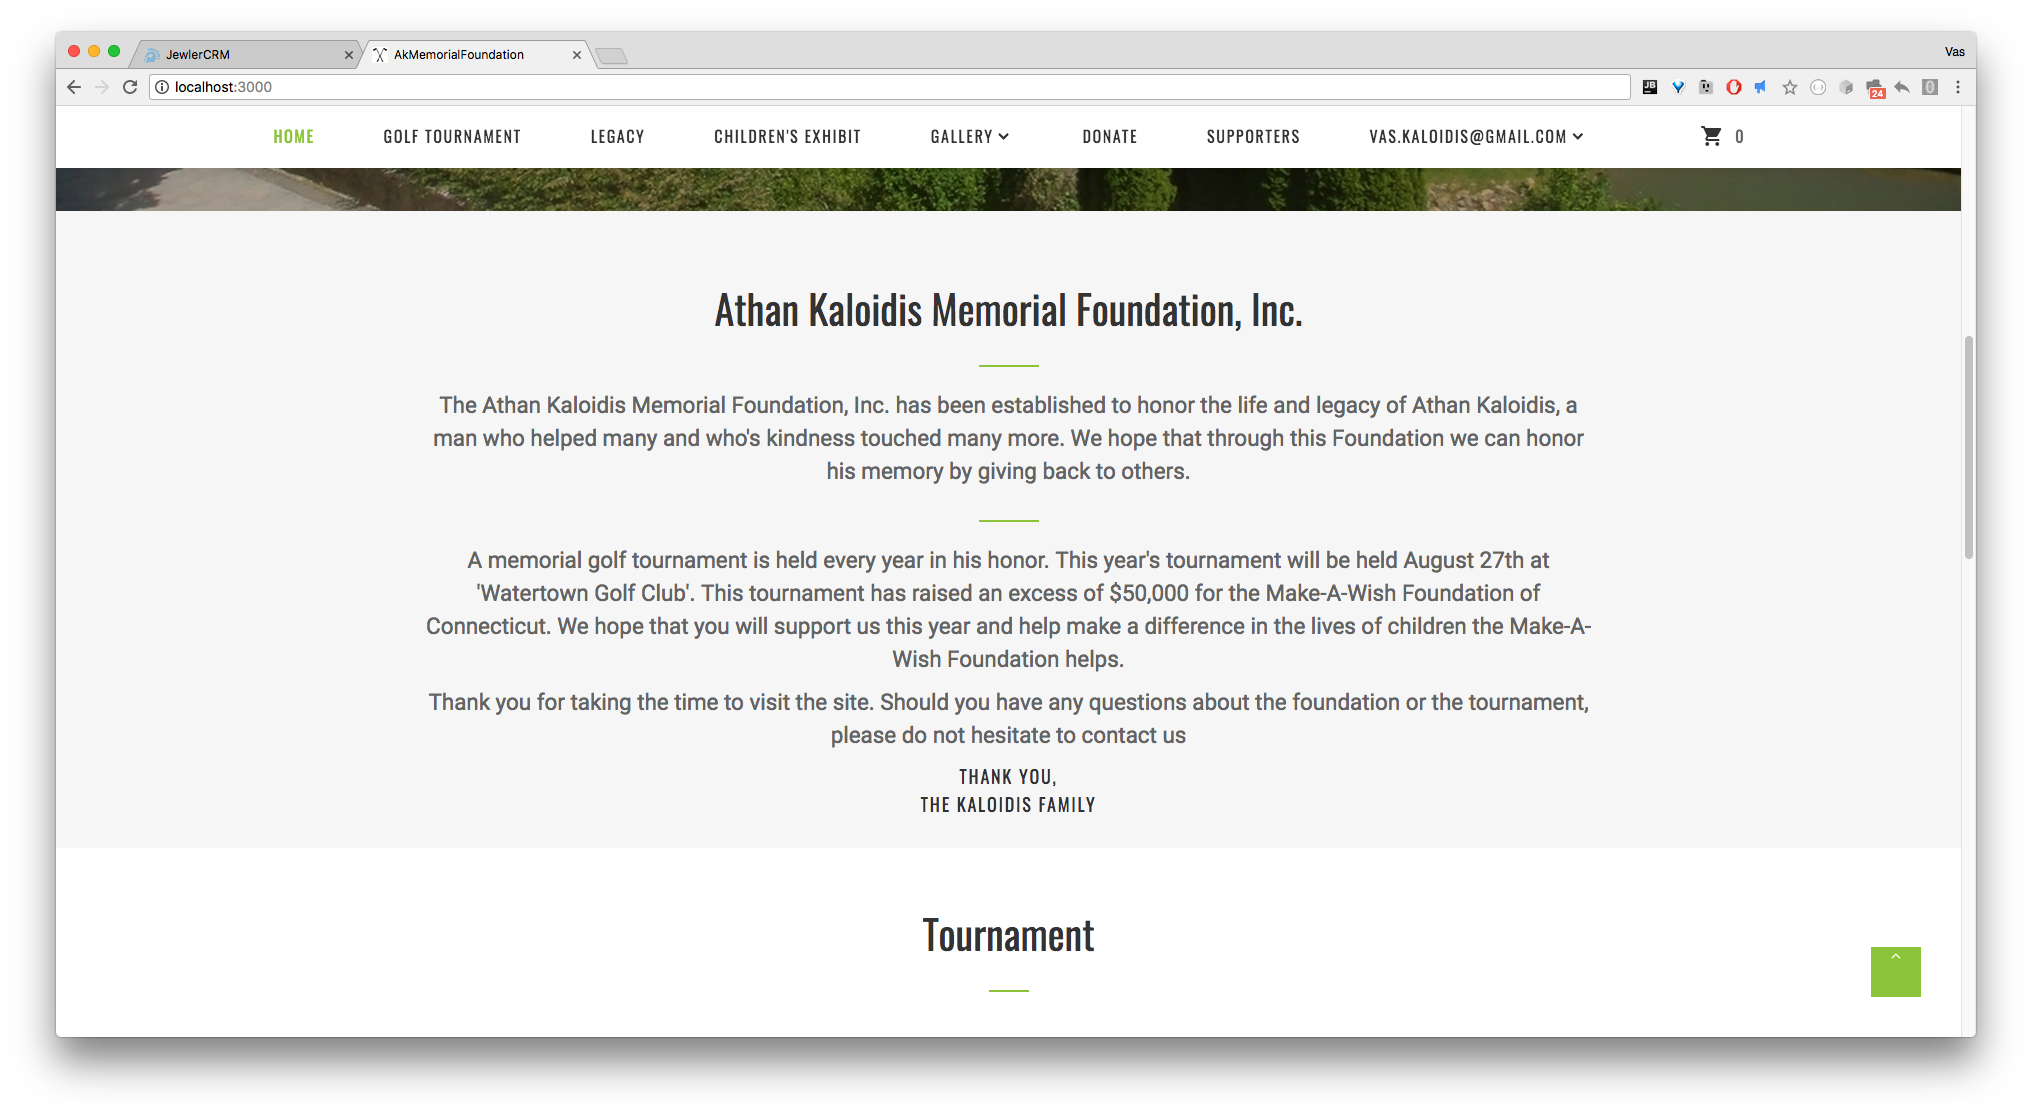 JewlerCRM
AkMemorialFoundation
Vas
localhost:3000
JB
24
0
HOME GOLF TOURNAMENT LEGACY CHILDREN'S EXHIBIT GALLERY DONATE SUPPORTERS VAS.KALOIDIS@GMAIL.COM 0
Athan Kaloidis Memorial Foundation, Inc.
The Athan Kaloidis Memorial Foundation, Inc. has been established to honor the life and legacy of Athan Kaloidis, a
man who helped many and who's kindness touched many more. We hope that through this Foundation we can honor
his memory by giving back to others.
A memorial golf tournament is held every year in his honor. This year's tournament will be held August 27th at
'Watertown Golf Club'. This tournament has raised an excess of $50,000 for the Make-A-Wish Foundation of
Connecticut. We hope that you will support us this year and help make a difference in the lives of children the Make-A-
Wish Foundation helps.
Thank you for taking the time to visit the site. Should you have any questions about the foundation or the tournament,
please do not hesitate to contact us
THANK YOU,
THE KALOIDIS FAMILY
Tournament